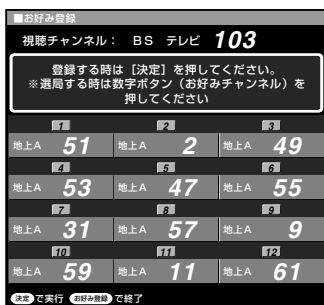 ■お好み登録
視聴チャンネル： BS テレビ 103
登録する時は［決定］を押してください。
※選局する時は数字ボタン（お好みチャンネル）を
押してください
1 2 3
地上A 51 地上A 2 地上A 49
4 5 6
地上A 53 地上A 47 地上A 55
7 8 9
地上A 31 地上A 57 地上A 9
10 11 12
地上A 59 地上A 11 地上A 61
決定 で実行 お好み登録 で終了